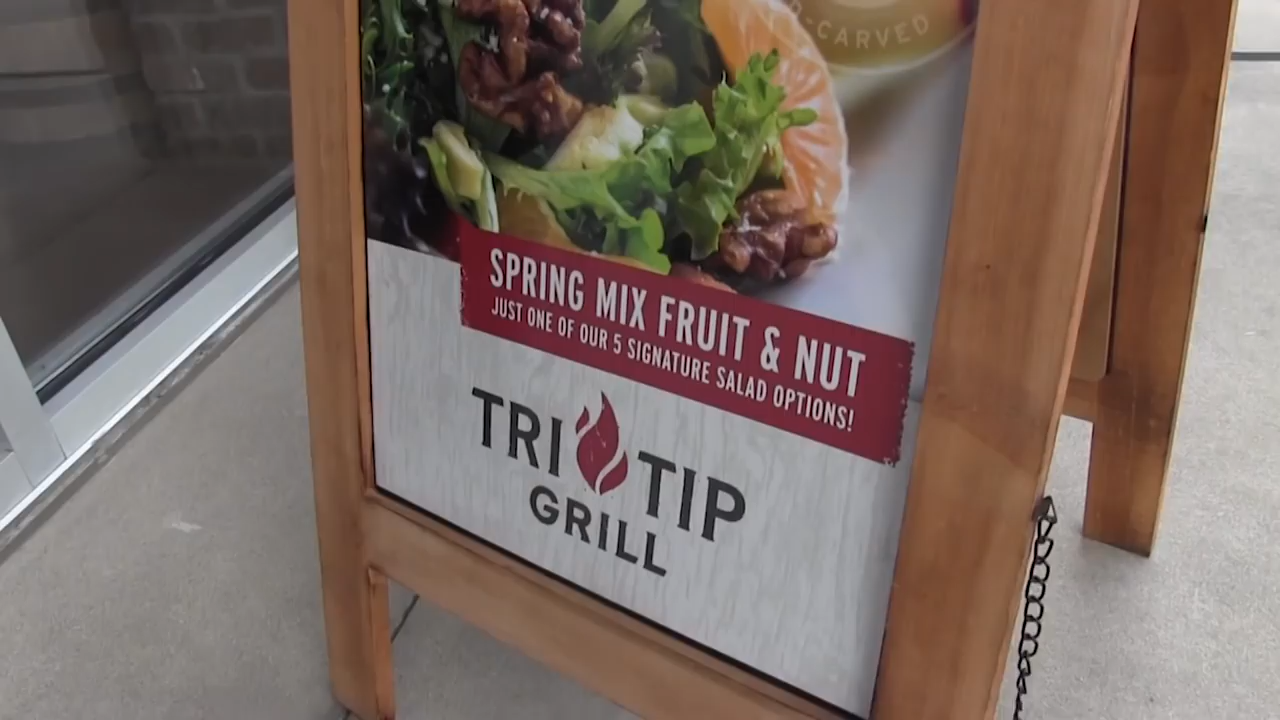 -CARVED
SPRING MIX FRUIT & NUT
JUST ONE OF OUR 5 SIGNATURE SALAD OPTIONS!
TRI TIP
GRILL